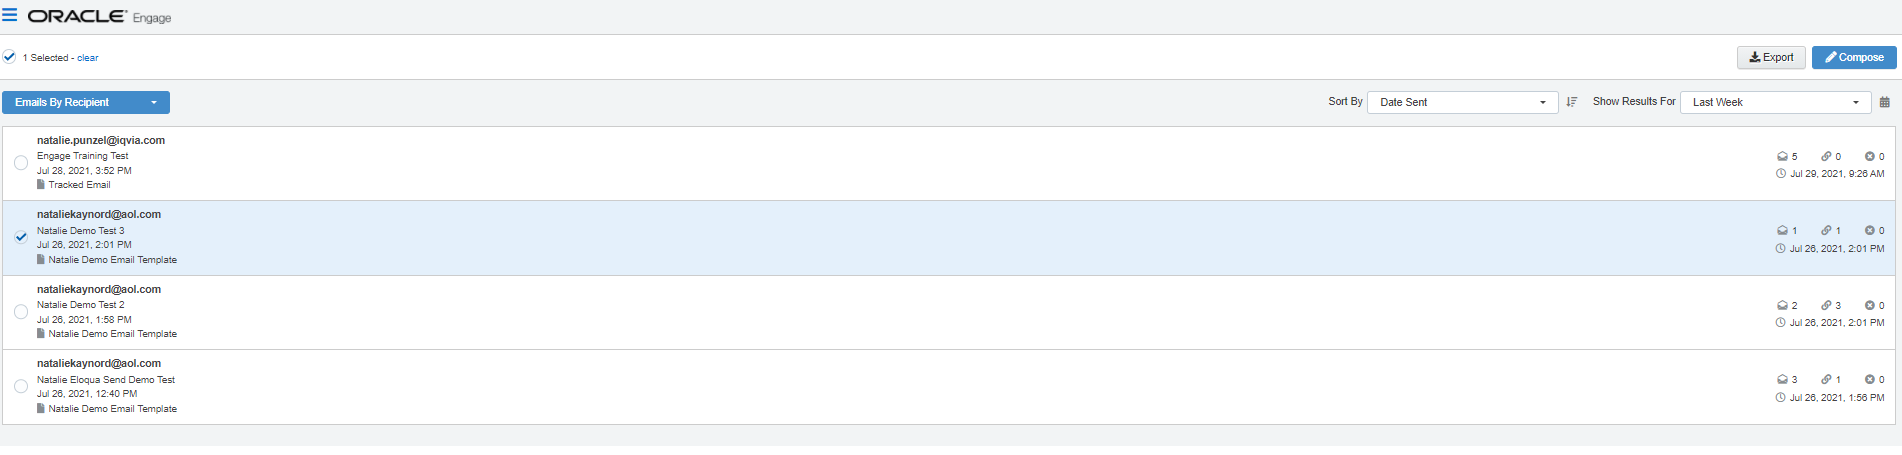 ORACLE® Engage
1 Selected - clear
Export
Compose
Emails By Recipient
Sort By
Date Sent
Show Results For
Last Week
natalie.punzel@iqvia.com
Engage Training Test
Jul 28, 2021, 3:52 PM
Tracked Email
5 0 0
Jul 29, 2021, 9:26 AM
nataliekaynord@aol.com
Natalie Demo Test 3
Jul 26, 2021, 2:01 PM
Natalie Demo Email Template
1 1 0
Jul 26, 2021, 2:01 PM
nataliekaynord@aol.com
Natalie Demo Test 2
Jul 26, 2021, 1:58 PM
Natalie Demo Email Template
2 3 0
Jul 26, 2021, 2:01 PM
nataliekaynord@aol.com
Natalie Eloqua Send Demo Test
Jul 26, 2021, 12:40 PM
Natalie Demo Email Template
3 1 0
Jul 26, 2021, 1:56 PM